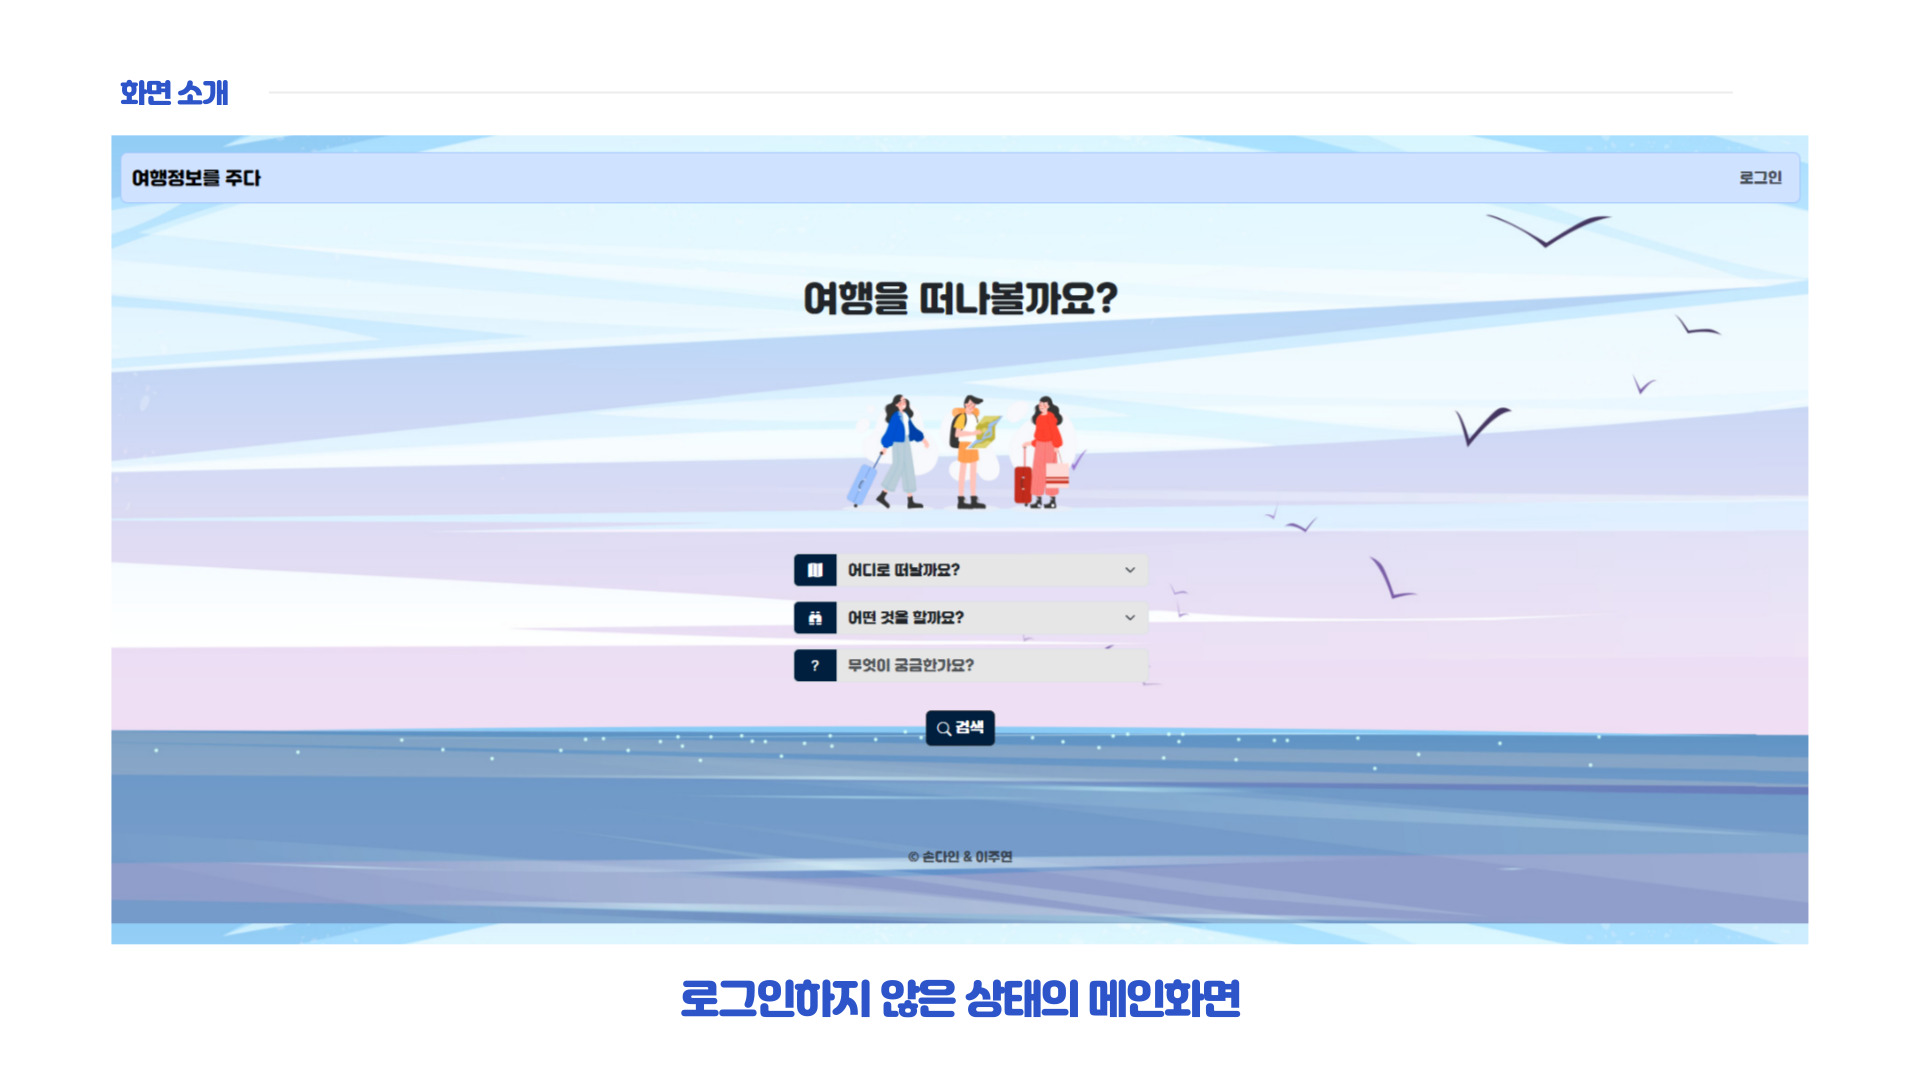 화면 소개
여행정보를 주다
로그인
여행을 떠나볼까요?
어디로 떠날까요?
어떤 것을 할까요?
? 무엇이 궁금한가요?
검색
© 손다인 & 이주연
로그인하지 않은 상태의 메인화면